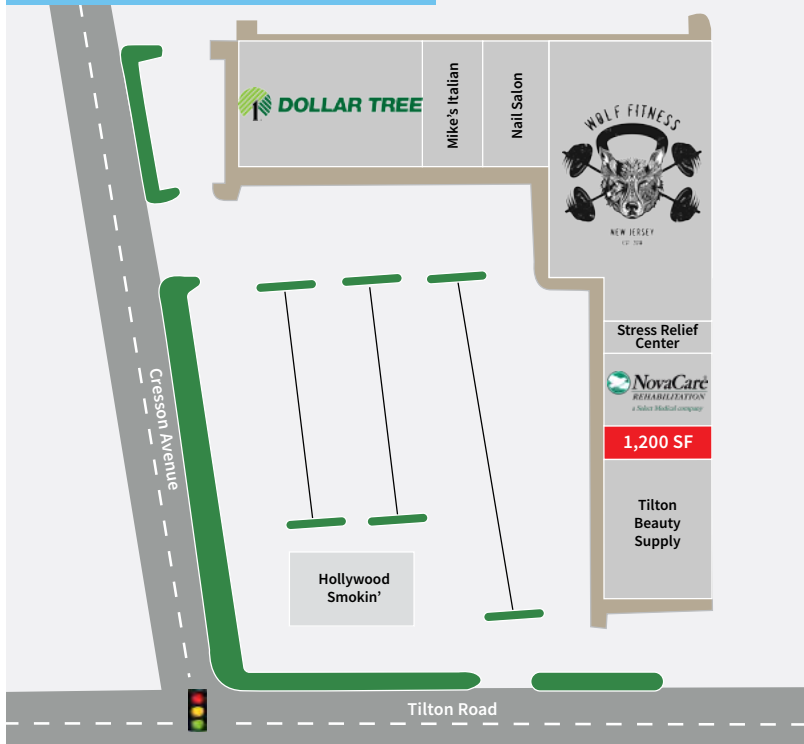 DOLLAR TREE
Mike's Italian
Nail Salon
WOLF FITNESS
NEW JERSEY
Stress Relief
Center
NovaCare
REHABILITATION
a Select Medical company
1,200 SF
Tilton
Beauty
Supply
Cresson Avenue
Hollywood
Smokin'
Tilton Road